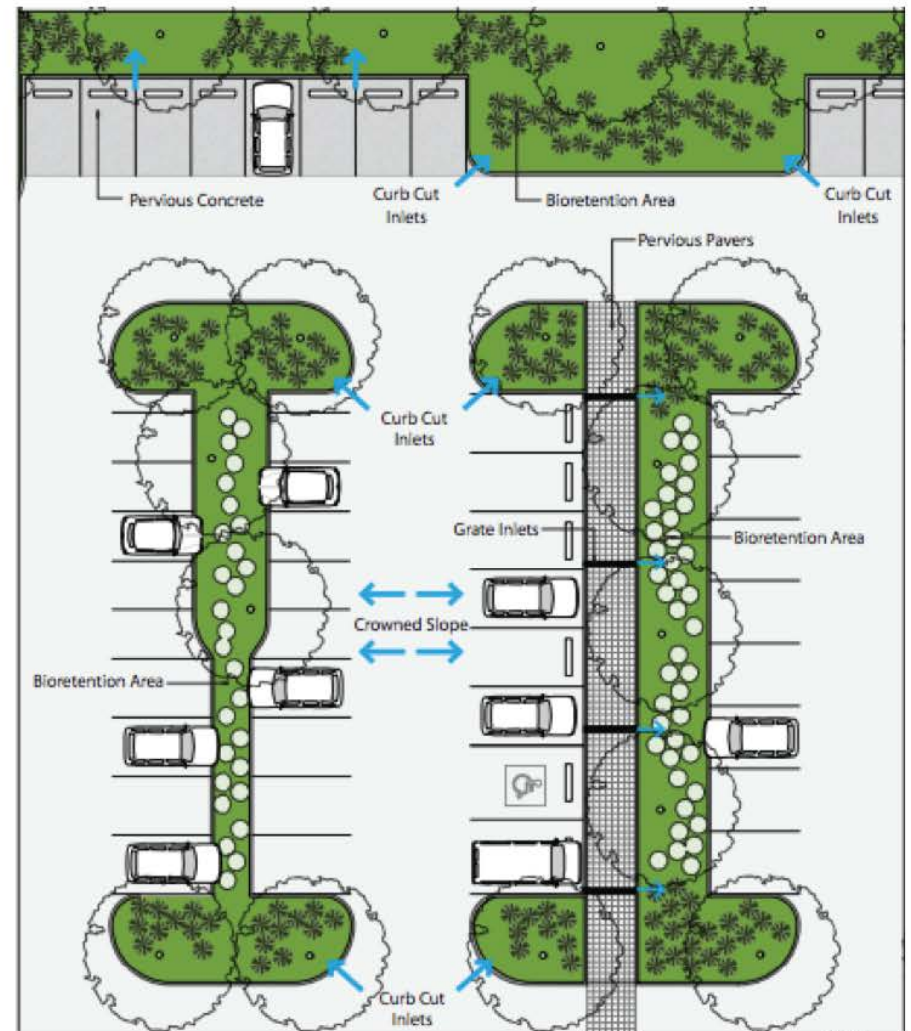 Pervious Concrete
Curb Cut
Inlets
Bioretention Area
Curb Cut
Inlets
Pervious Pavers
Curb Cut
Inlets
Grate Inlets
Bioretention Area
Crowned Slope
Bioretention Area
Curb Cut
Inlets